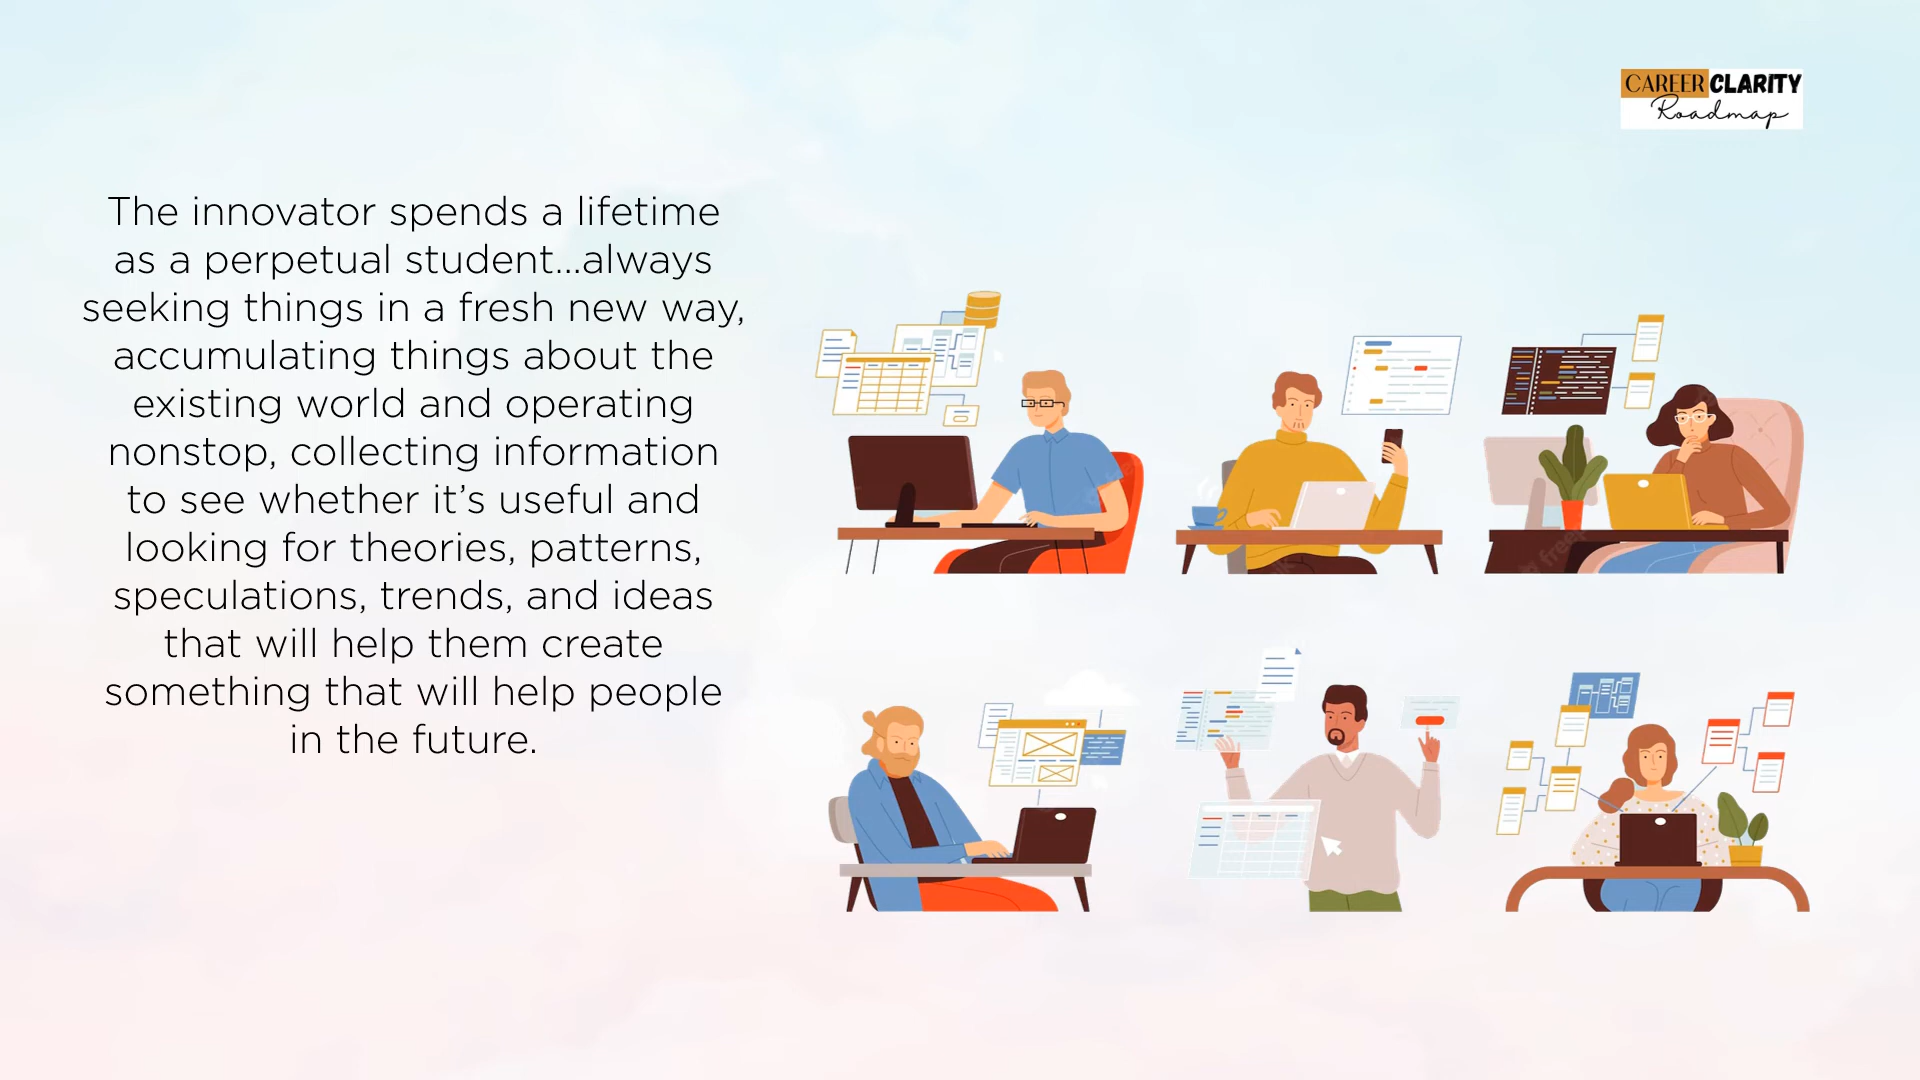 CAREER CLARITY
Roadmap
The innovator spends a lifetime
as a perpetual student...always
seeking things in a fresh new way,
accumulating things about the
existing world and operating
nonstop, collecting information
to see whether it’s useful and
looking for theories, patterns,
speculations, trends, and ideas
that will help them create
something that will help people
in the future.